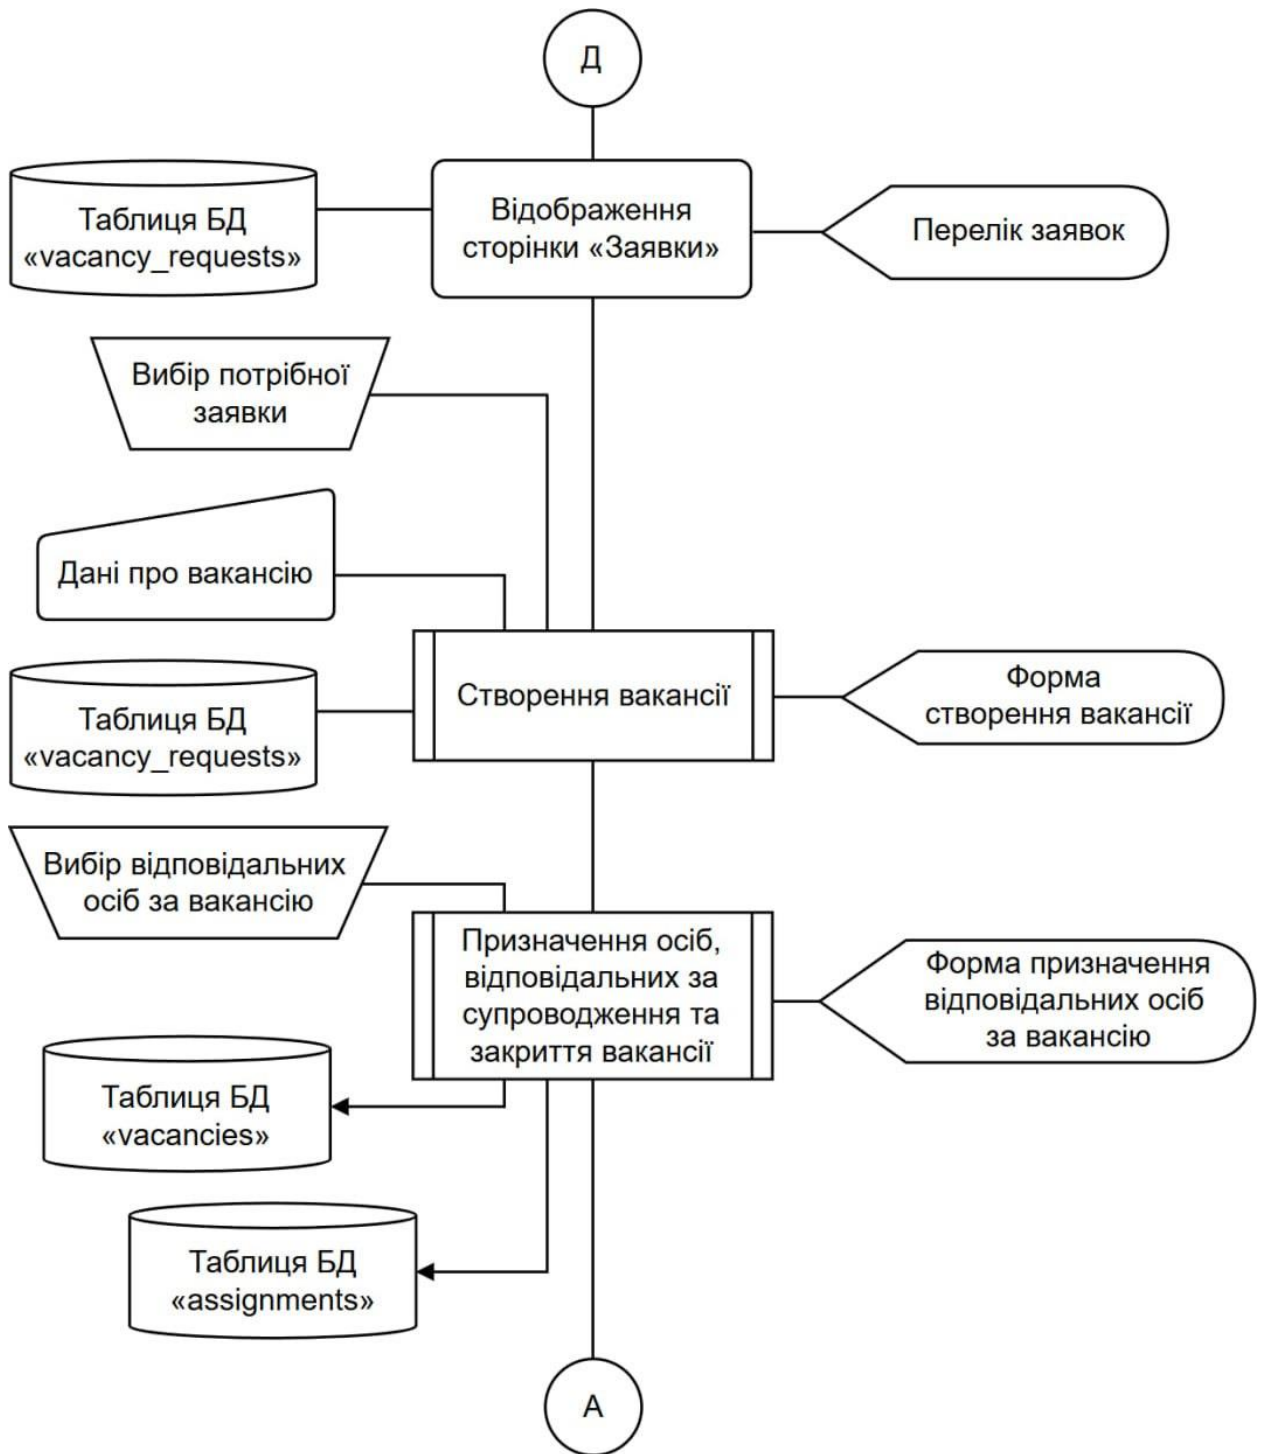 Д
Таблиця БД
«vacancy_requests»
Відображення
сторінки «Заявки»
Перелік заявок
Вибір потрібної
заявки
Дані про вакансію
Таблиця БД
«vacancy_requests»
Створення вакансії
Форма
створення вакансії
Вибір відповідальних
осіб за вакансію
Призначення осіб,
відповідальних за
супроводження та
закриття вакансії
Форма призначення
відповідальних осіб
за вакансію
Таблиця БД
«vacancies»
Таблиця БД
«assignments»
А